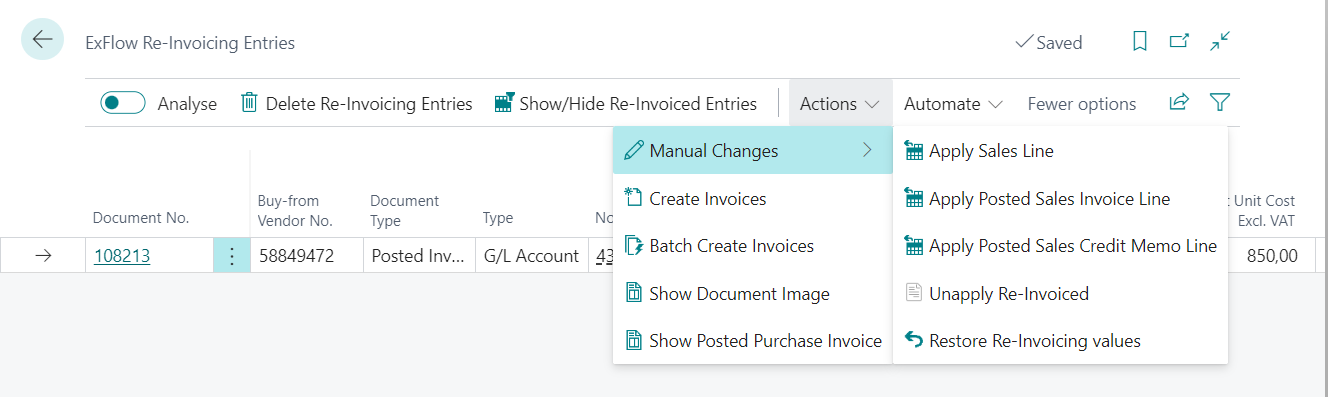 ExFlow Re-Invoicing Entries
Saved
Analyse
Delete Re-Invoicing Entries
Show/Hide Re-Invoiced Entries
Actions
Automate
Fewer options
Manual Changes
Create Invoices
Batch Create Invoices
Show Document Image
Show Posted Purchase Invoice
Apply Sales Line
Apply Posted Sales Invoice Line
Apply Posted Sales Credit Memo Line
Unapply Re-Invoiced
Restore Re-Invoicing values
Document No.
Buy-from
Vendor No.
Document
Type
Type
No
Unit Cost
Excl. VAT
108213
58849472
Posted Inv...
G/L Account
43
850,00